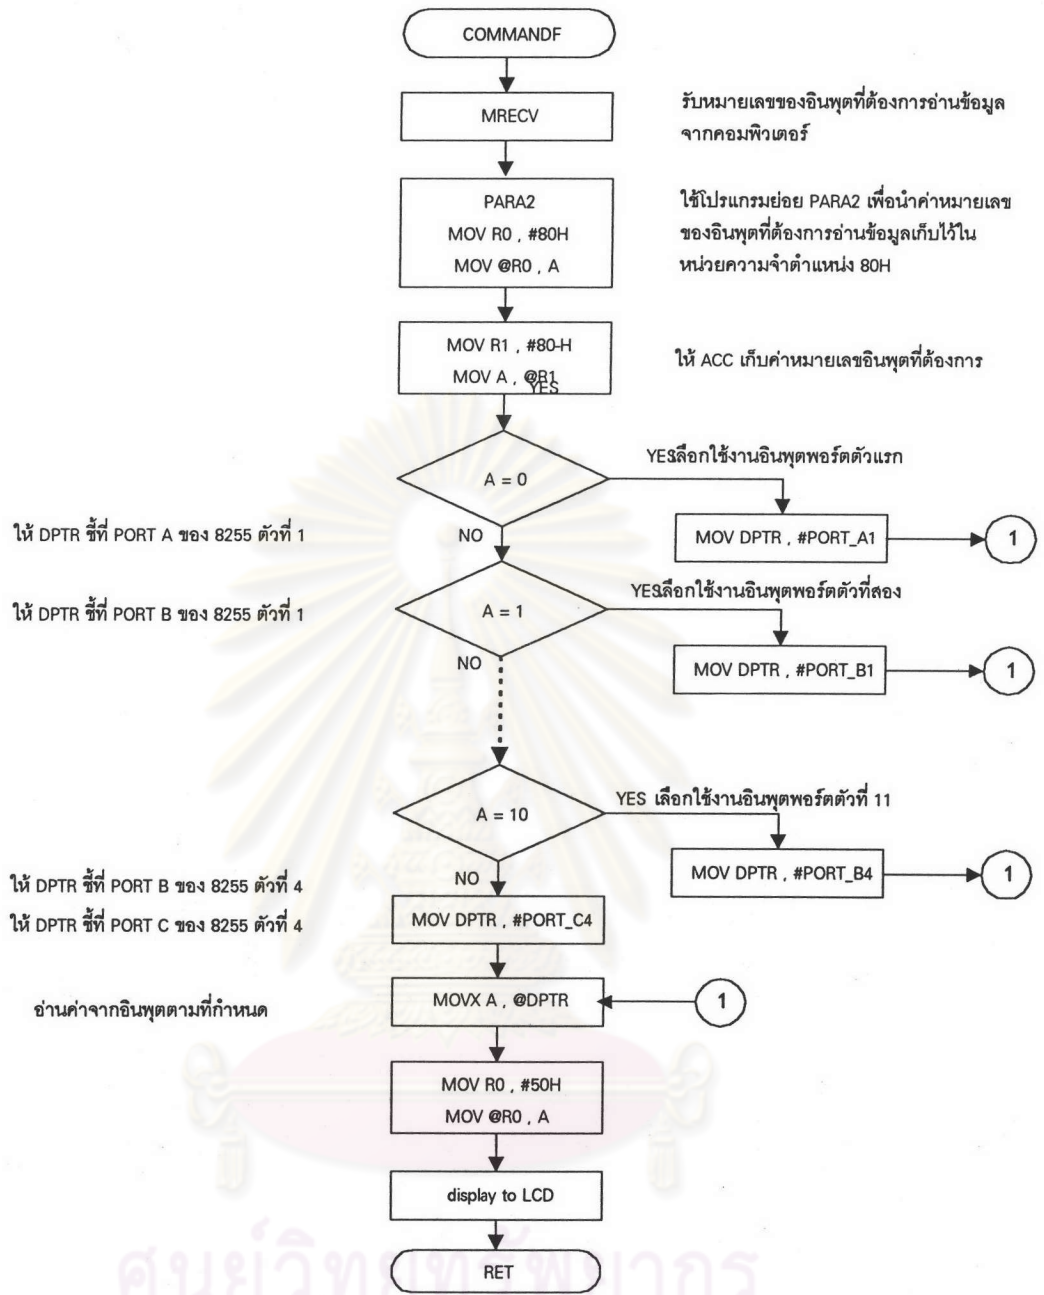 COMMANDF
MRECV
รับหมายเลขของอินพุตที่ต้องการอ่านข้อมูล
จากคอมพิวเตอร์
PARA2
MOV R0 , #80H
MOV @R0 , A
ใช้โปรแกรมย่อย PARA2 เพื่อนำค่าหมายเลข
ของอินพุตที่ต้องการอ่านข้อมูลเก็บไว้ใน
หน่วยความจำตำแหน่ง 80H
MOV R1 , #80-H
MOV A , @R1
YES
ให้ ACC เก็บค่าหมายเลขอินพุตที่ต้องการ
A = 0
YES เลือกใช้งานอินพุตพอร์ตตัวแรก
ให้ DPTR ชี้ที่ PORT A ของ 8255 ตัวที่ 1
NO
MOV DPTR , #PORT_A1
1
YES เลือกใช้งานอินพุตพอร์ตตัวที่สอง
ให้ DPTR ชี้ที่ PORT B ของ 8255 ตัวที่ 1
A = 1
NO
MOV DPTR , #PORT_B1
1
A = 10
YES เลือกใช้งานอินพุตพอร์ตตัวที่ 11
ให้ DPTR ชี้ที่ PORT B ของ 8255 ตัวที่ 4
NO
MOV DPTR , #PORT_B4
1
ให้ DPTR ชี้ที่ PORT C ของ 8255 ตัวที่ 4
MOV DPTR , #PORT_C4
อ่านค่าจากอินพุตตามที่กำหนด
MOVX A , @DPTR
1
MOV R0 , #50H
MOV @R0 , A
display to LCD
RET
ศูนย์วิทยทรัพยากร